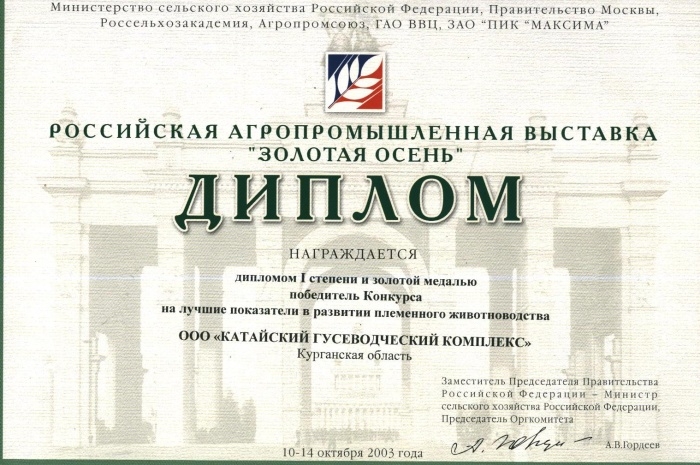 Министерство сельского хозяйства Российской Федерации, Правительство Москвы,
Россельхозакадемия, Агропромсоюз, ГАО ВВЦ, ЗАО “ПИК “МАКСИМА”
РОССИЙСКАЯ АГРОПРОМЫШЛЕННАЯ ВЫСТАВКА
"ЗОЛОТАЯ ОСЕНЬ"
ДИПЛОМ
НАГРАЖДАЕТСЯ
дипломом I степени и золотой медалью
победитель Конкурса
на лучшие показатели в развитии племенного животноводства
ООО «КАТАЙСКИЙ ГУСЕВОДЧЕСКИЙ КОМПЛЕКС»
Курганская область
Заместитель Председателя Правительства
Российской Федерации – Министр
сельского хозяйства Российской Федерации,
Председатель Оргкомитета
А.В.Гордеев
10-14 октября 2003 года